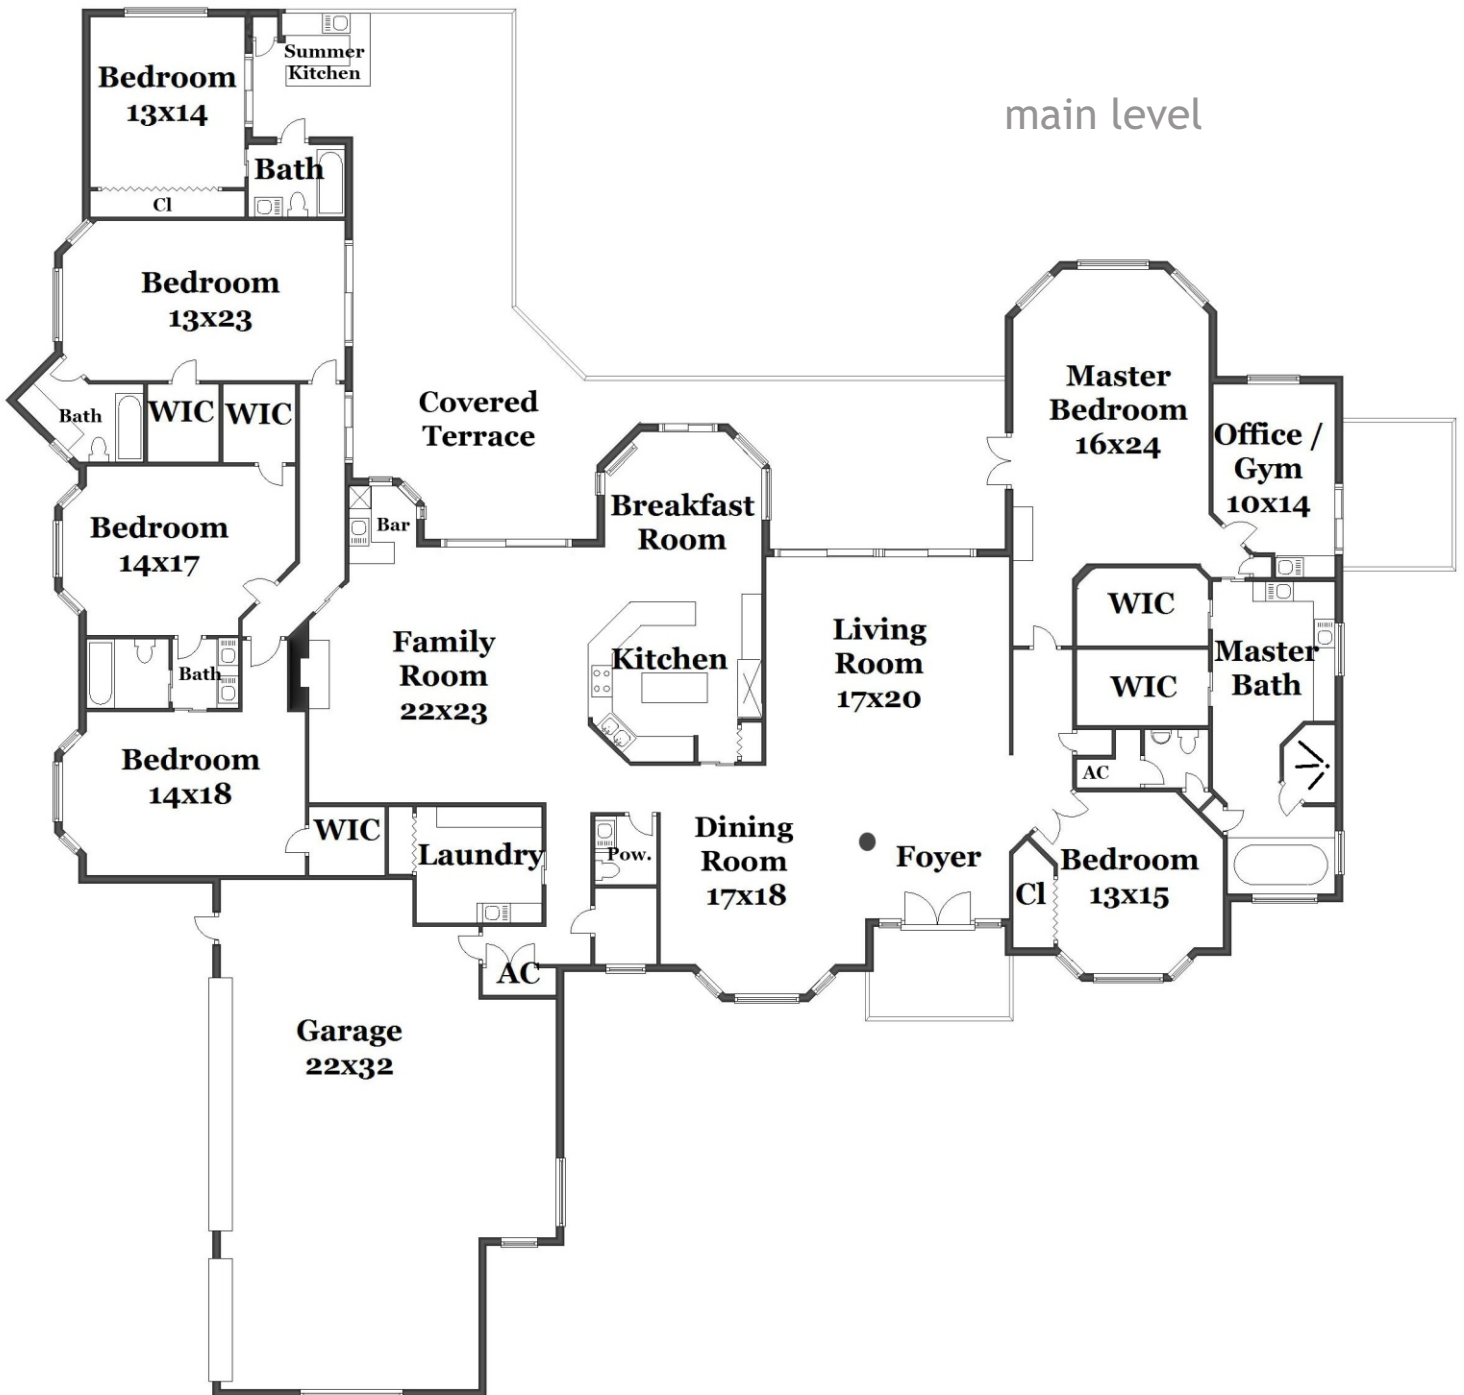 Summer
Kitchen
Bedroom
13x14
main level
Bath
Cl
Bedroom
13x23
Master
Bedroom
16x24
Covered
Terrace
Bath
WIC
WIC
Office /
Gym
10x14
Breakfast
Room
Bar
Bedroom
14x17
WIC
Living
Room
17x20
Family
Room
22x23
Kitchen
Master
Bath
Bath
WIC
Bedroom
14x18
AC
WIC
Laundry
Pow.
Dining
Room
17x18
Foyer
Bedroom
13x15
Cl
AC
Garage
22x32